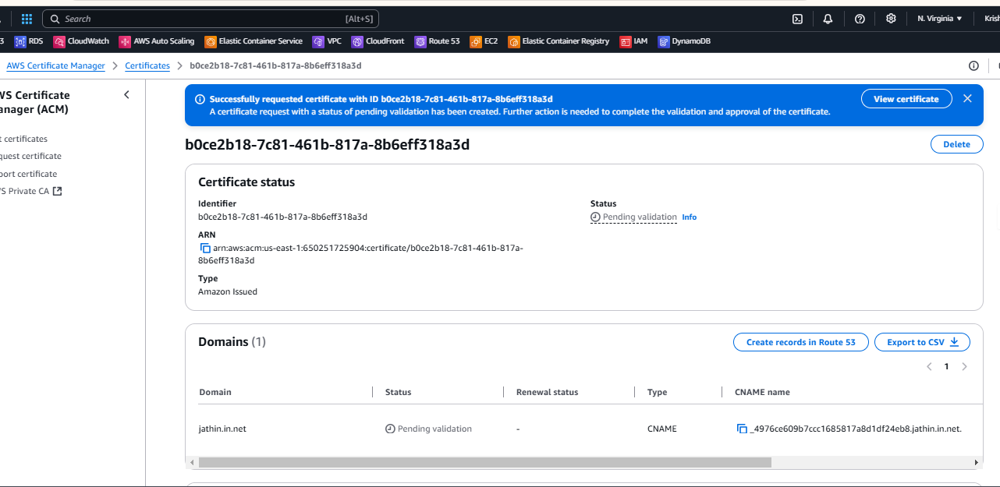 Search [Alt+S] N. Virginia Krish
3 RDS CloudWatch AWS Auto Scaling Elastic Container Service VPC CloudFront Route 53 EC2 Elastic Container Registry IAM DynamoDB
AWS Certificate Manager Certificates b0ce2b18-7c81-461b-817a-8b6eff318a3d
WS Certificate
anager (ACM)
t certificates
quest certificate
port certificate
'S Private CA
Successfully requested certificate with ID b0ce2b18-7c81-461b-817a-8b6eff318a3d
A certificate request with a status of pending validation has been created. Further action is needed to complete the validation and approval of the certificate.
View certificate
b0ce2b18-7c81-461b-817a-8b6eff318a3d
Delete
Certificate status
Identifier
b0ce2b18-7c81-461b-817a-8b6eff318a3d
ARN
arn:aws:acm:us-east-1:650251725904:certificate/b0ce2b18-7c81-461b-817a-
8b6eff318a3d
Type
Amazon Issued
Status
Pending validation Info
Domains (1)
Create records in Route 53 Export to CSV
1
Domain Status Renewal status Type CNAME name
jathin.in.net Pending validation - CNAME _4976ce609b7ccc1685817a8d1df24eb8.jathin.in.net.